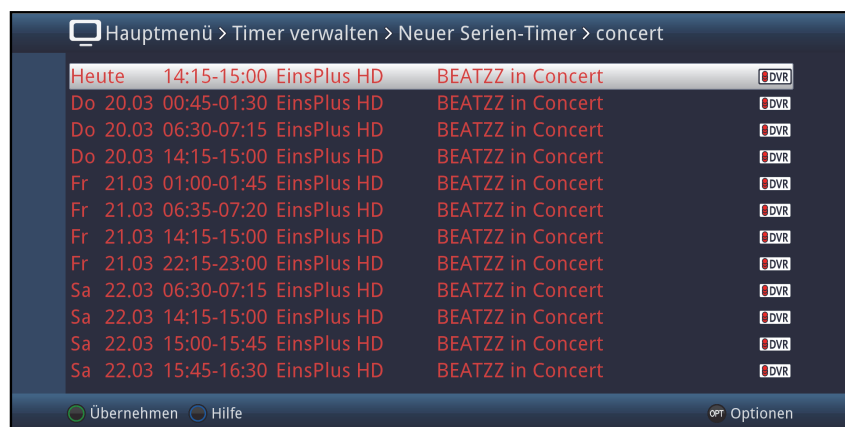 Hauptmenü > Timer verwalten > Neuer Serien-Timer > concert
Heute 14:15-15:00 EinsPlus HD BEATZZ in Concert DVR
Do 20.03 00:45-01:30 EinsPlus HD BEATZZ in Concert DVR
Do 20.03 06:30-07:15 EinsPlus HD BEATZZ in Concert DVR
Do 20.03 14:15-15:00 EinsPlus HD BEATZZ in Concert DVR
Fr 21.03 01:00-01:45 EinsPlus HD BEATZZ in Concert DVR
Fr 21.03 06:35-07:20 EinsPlus HD BEATZZ in Concert DVR
Fr 21.03 14:15-15:00 EinsPlus HD BEATZZ in Concert DVR
Fr 21.03 22:15-23:00 EinsPlus HD BEATZZ in Concert DVR
Sa 22.03 06:30-07:15 EinsPlus HD BEATZZ in Concert DVR
Sa 22.03 14:15-15:00 EinsPlus HD BEATZZ in Concert DVR
Sa 22.03 15:00-15:45 EinsPlus HD BEATZZ in Concert DVR
Sa 22.03 15:45-16:30 EinsPlus HD BEATZZ in Concert DVR
Übernehmen Hilfe OPT Optionen